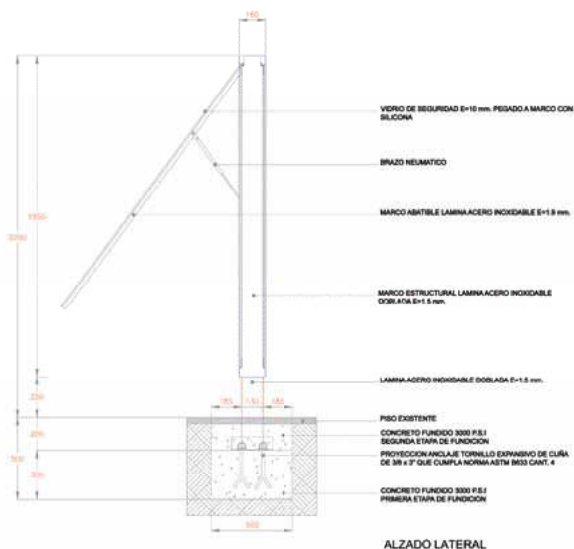 160
VIDRIO DE SEGURIDAD E=10 mm. PEGADO A MARCO CON
SILICONA
BRAZO NEUMATICO
MARCO ABATIBLE LAMINA ACERO INOXIDABLE E=1.9 mm.
MARCO ESTRUCTURAL LAMINA ACERO INOXIDABLE
DOBLADA E=1.5 mm.
LAMINA ACERO INOXIDABLE DOBLADA E=1.5 mm.
PISO EXISTENTE
CONCRETO FUNDIDO 3000 P.S.I
SEGUNDA ETAPA DE FUNDICION
PROYECCION ANCLAJE TORNILLO EXPANSIVO DE CUÑA
DE 3/8 x 3" QUE CUMPLA NORMA ASTM B633 CANT. 4
CONCRETO FUNDIDO 3000 P.S.I
PRIMERA ETAPA DE FUNDICION
ALZADO LATERAL